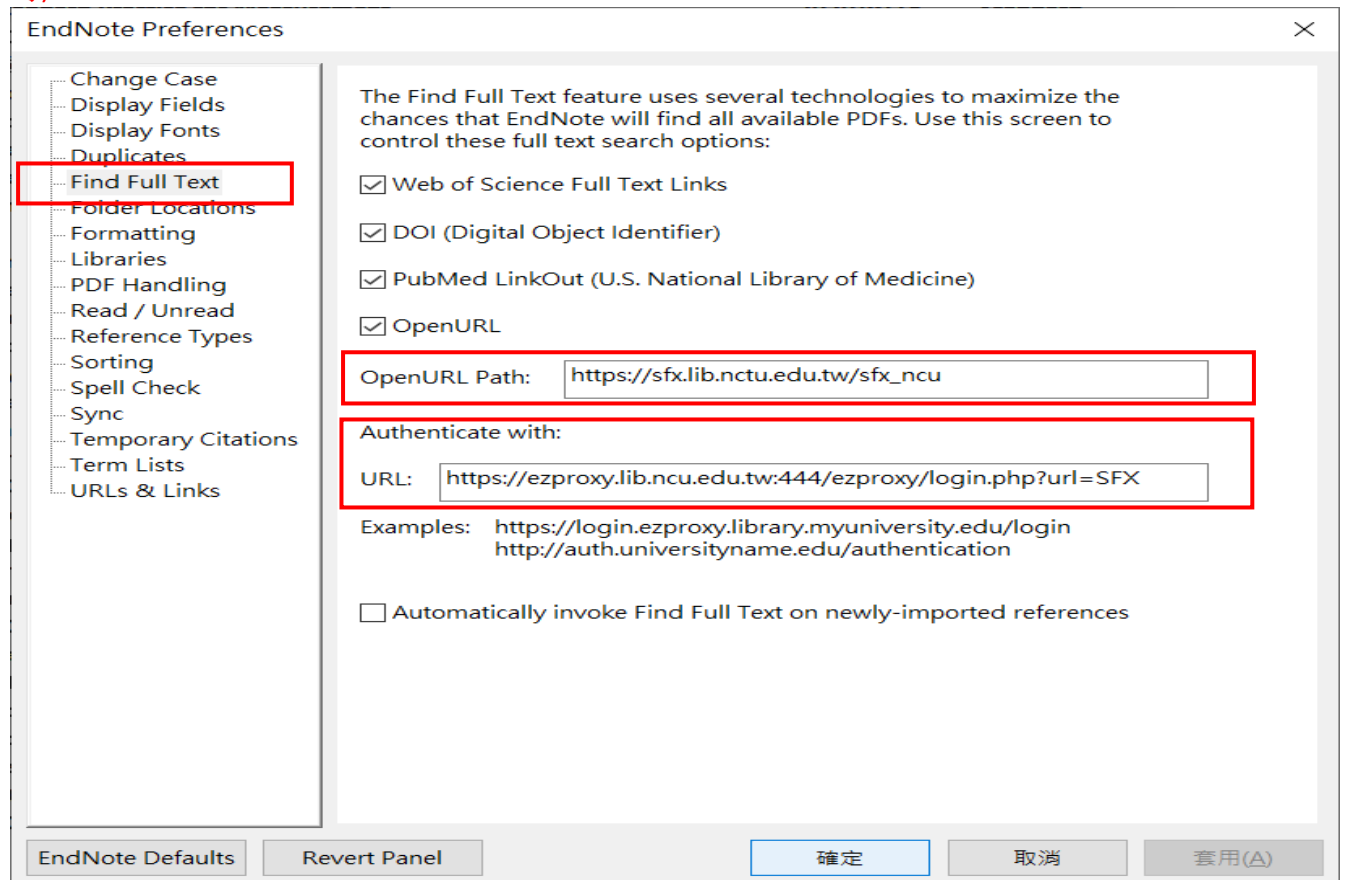 EndNote Preferences
Change Case
Display Fields
Display Fonts
Duplicates
Find Full Text
Folder Locations
Formatting
Libraries
PDF Handling
Read / Unread
Reference Types
Sorting
Spell Check
Sync
Temporary Citations
Term Lists
URLs & Links
The Find Full Text feature uses several technologies to maximize the
chances that EndNote will find all available PDFs. Use this screen to
control these full text search options:
Web of Science Full Text Links
DOI (Digital Object Identifier)
PubMed LinkOut (U.S. National Library of Medicine)
OpenURL
OpenURL Path: https://sfx.lib.nctu.edu.tw/sfx_ncu
Authenticate with:
URL: https://ezproxy.lib.ncu.edu.tw:444/ezproxy/login.php?url=SFX
Examples: https://login.ezproxy.library.myuniversity.edu/login
http://auth.universityname.edu/authentication
Automatically invoke Find Full Text on newly-imported references
EndNote Defaults
Revert Panel
確定
取消
套用(A)